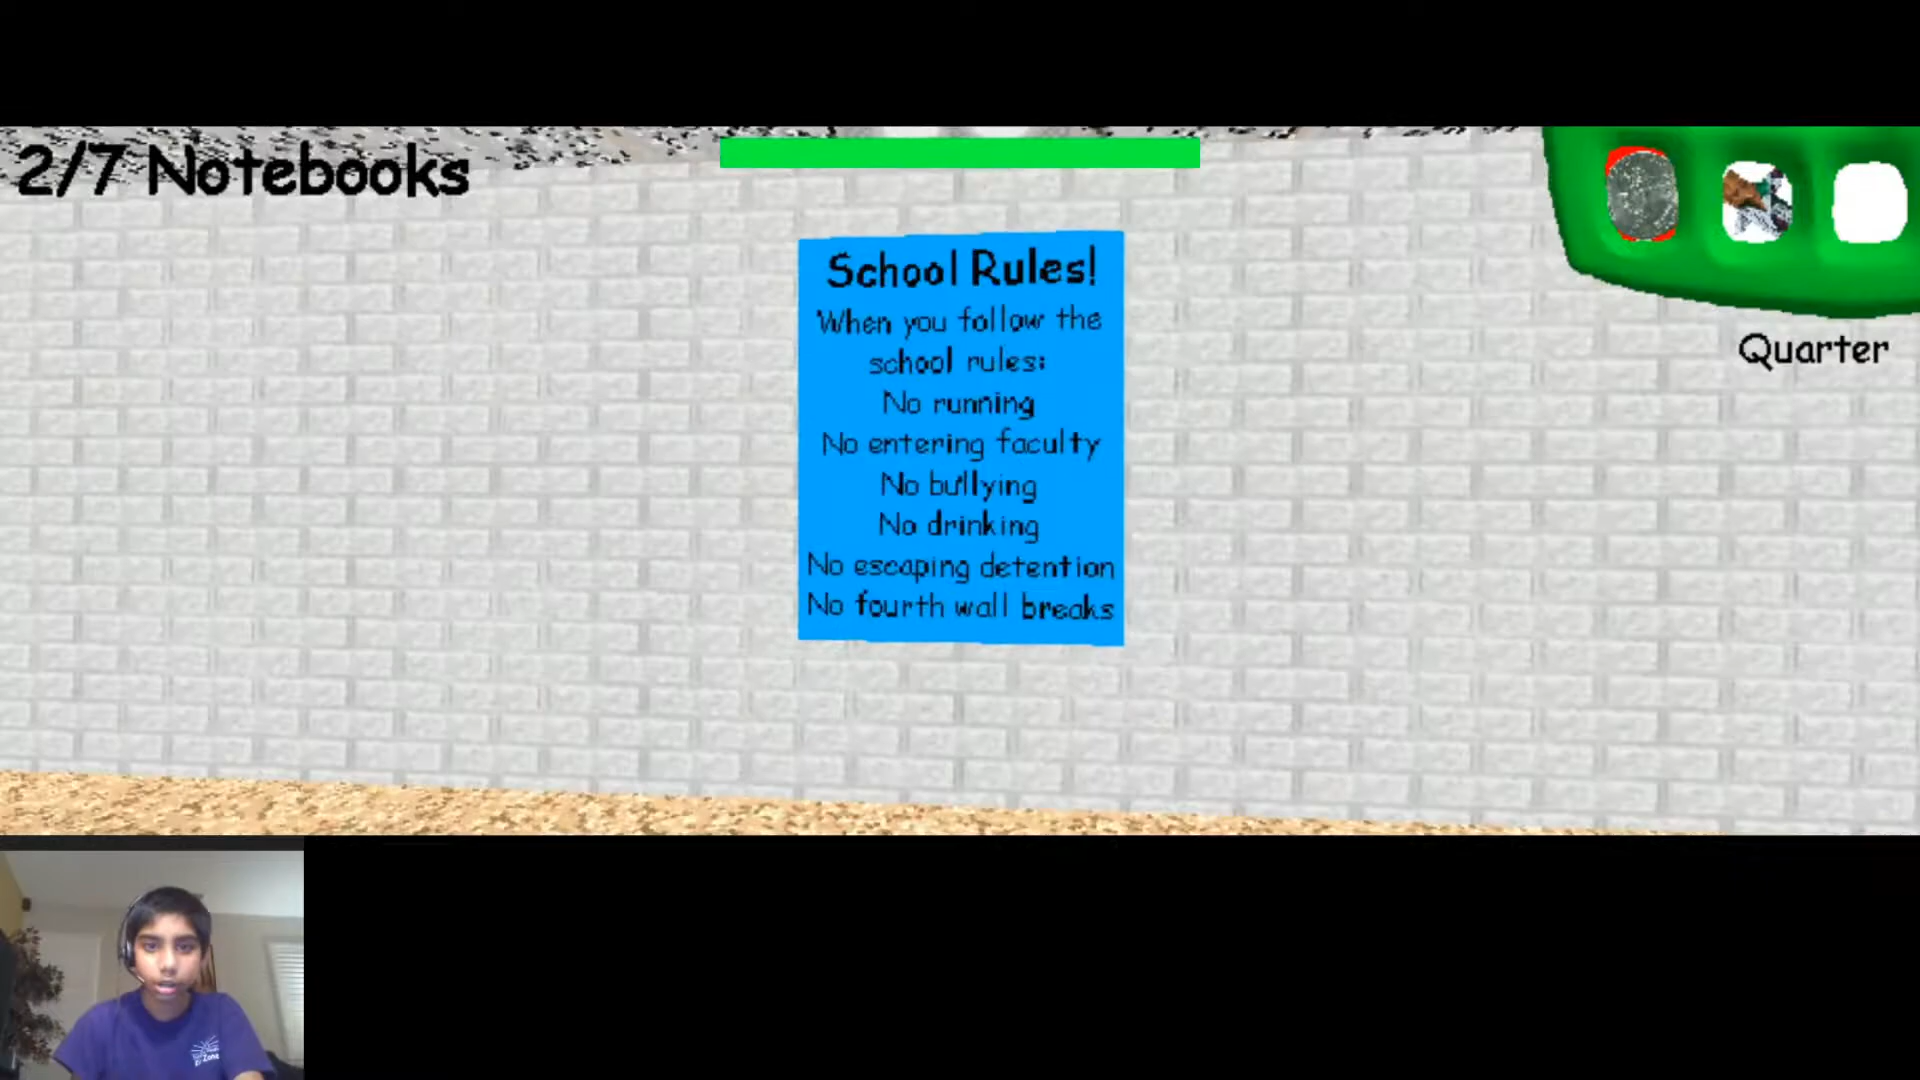 2/7 Notebooks
Quarter
School Rules!
When you follow the
school rules:
No running
No entering faculty
No bullying
No drinking
No escaping detention
No fourth wall breaks
Zone